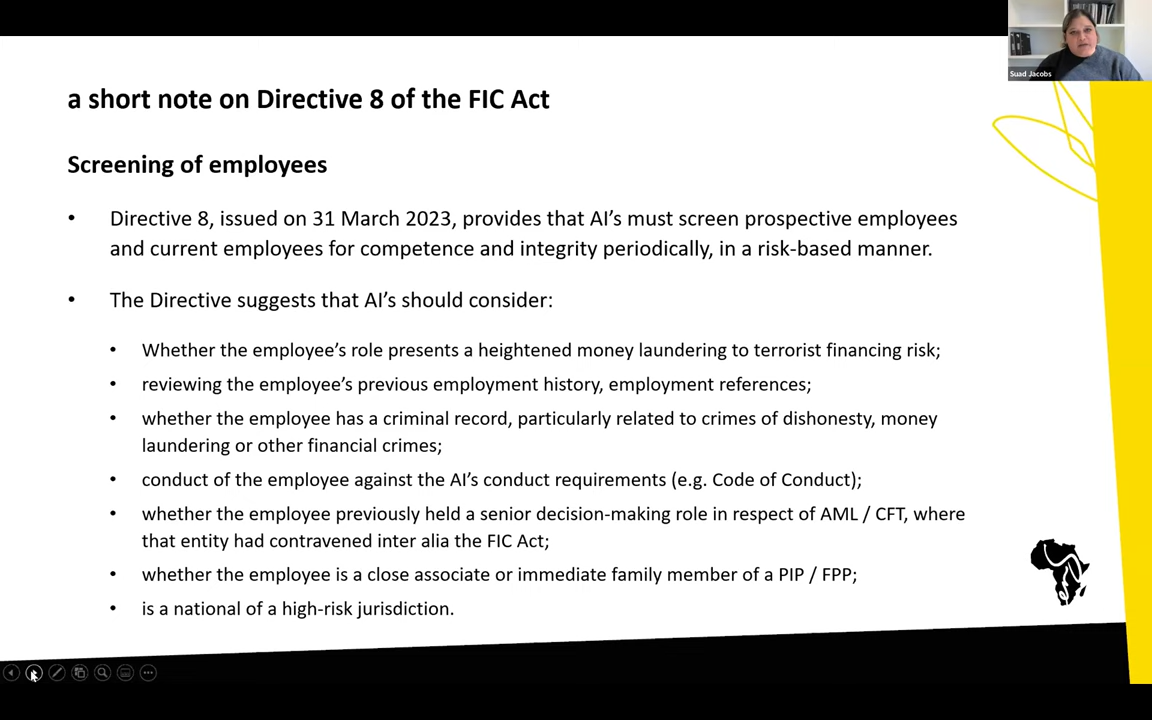 Suad Jacobs
a short note on Directive 8 of the FIC Act
Screening of employees
• Directive 8, issued on 31 March 2023, provides that AI’s must screen prospective employees
and current employees for competence and integrity periodically, in a risk-based manner.
• The Directive suggests that AI’s should consider:
• Whether the employee’s role presents a heightened money laundering to terrorist financing risk;
• reviewing the employee’s previous employment history, employment references;
• whether the employee has a criminal record, particularly related to crimes of dishonesty, money
laundering or other financial crimes;
• conduct of the employee against the AI’s conduct requirements (e.g. Code of Conduct);
• whether the employee previously held a senior decision-making role in respect of AML / CFT, where
that entity had contravened inter alia the FIC Act;
• whether the employee is a close associate or immediate family member of a PIP / FPP;
• is a national of a high-risk jurisdiction.